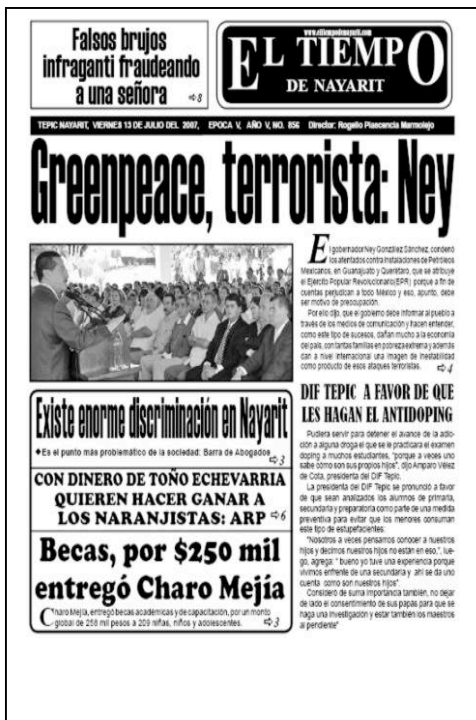 Falsos brujos
infraganti fraudeando
a una señora ⇨8
www.eltiempodenayarit.com
EL TIEMPO
DE NAYARIT
TEPIC NAYARIT, VIERNES 13 DE JULIO DEL 2007, EPOCA V, AÑO V, NO. 856 Director: Rogelio Plascencia Marmolejo
Greenpeace, terrorista: Ney
El gobernador Ney González Sánchez, condenó
los atentados contra instalaciones de Petróleos
Mexicanos, en Guanajuato y Querétaro, que se atribuye
el Ejército Popular Revolucionario (EPR), porque a fin de
cuentas perjudican a todo México y eso, apunto, debe
ser motivo de preocupación.
Por ello dijo, que el gobierno debe informar al pueblo a
través de los medios de comunicación y hacen entender,
como este tipo de sucesos, dañan mucho a la economía
del país, con tantas familias en pobreza extrema y además
dan a nivel internacional una imagen de inestabilidad
como producto de esos ataques terroristas. ⇨4
DIF TEPIC A FAVOR DE QUE
LES HAGAN EL ANTIDOPING
Pudiera servir para detener el avance de la adic-
ción a alguna droga el que se le practicara el examen
doping a muchos estudiantes, "porque a veces uno
sabe cómo son sus propios hijos", dijo Amparo Vélez
de Cota, presidenta del DIF Tepic.
La presidenta del DIF Tepic se pronunció a favor
de que sean analizados los alumnos de primaria,
secundaria y preparatoria como parte de una medida
preventiva para evitar que los menores consuman
este tipo de estupefacientes.
"Nosotros a veces pensamos conocer a nuestros
hijos y decimos nuestros hijos no están en eso,", lue-
go, agrega: " bueno yo tuve una experiencia porque
vivimos enfrente de una secundaria y ahí se da uno
cuenta como son nuestros hijos".
Consideró de suma importancia también, no dejar
de lado el consentimiento de sus papás para que se
haga una investigación y estar también los maestros
al pendiente"
Existe enorme discriminación en Nayarit
◆Es el punto más problemático de la sociedad: Barra de Abogados ⇨3
CON DINERO DE TOÑO ECHEVARRIA
QUIEREN HACER GANAR A
LOS NARANJISTAS: ARP ⇨6
Becas, por $250 mil
entregó Charo Mejía
Charo Mejía, entregó becas académicas y de capacitación, por un monto
global de 258 mil pesos a 209 niñas, niños y adolescentes. ⇨3